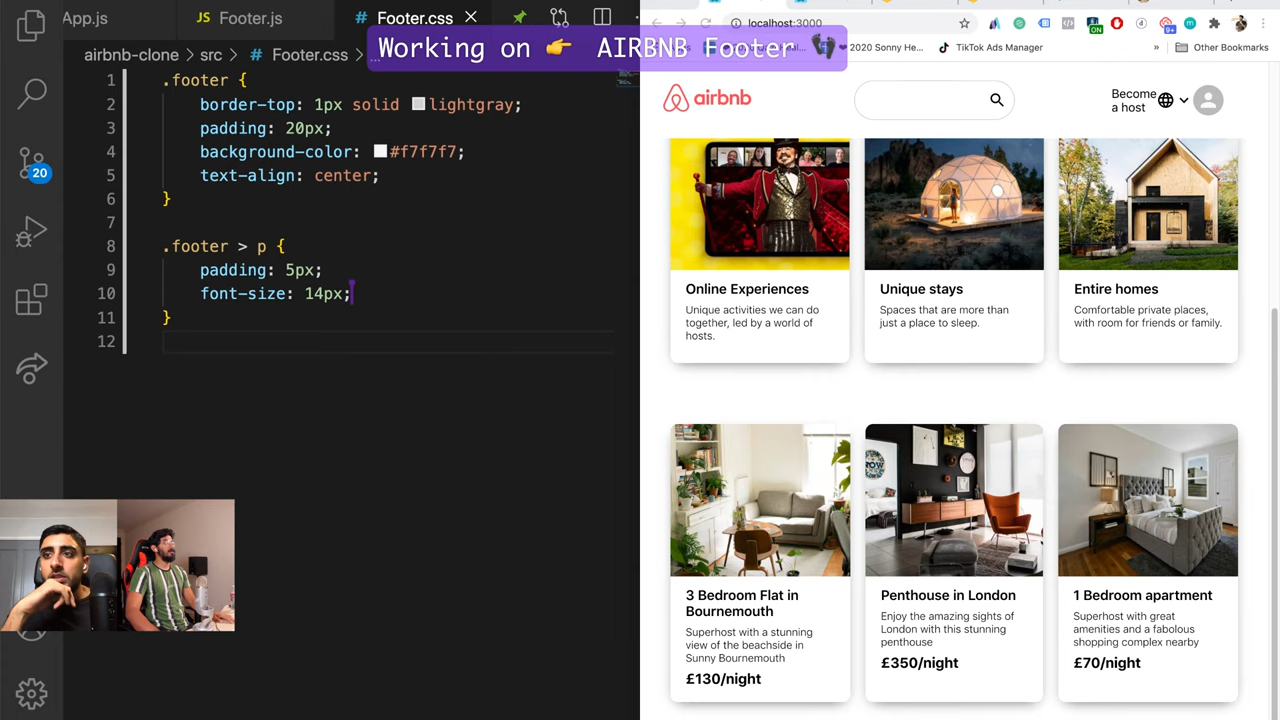 App.js
JS Footer.js
# Footer.css
Working on 👉 AIRBNB Footer 👣
airbnb-clone > src > # Footer.css > ...
1 .footer {
2 border-top: 1px solid lightgray;
3 padding: 20px;
4 background-color: #f7f7f7;
5 text-align: center;
6 }
7
8 .footer > p {
9 padding: 5px;
10 font-size: 14px;
11 }
12
20
localhost:3000
ON
9+
2020 Sonny He...
TikTok Ads Manager
»
Other Bookmarks
airbnb
Become
a host
Online Experiences
Unique activities we can do
together, led by a world of
hosts.
Unique stays
Spaces that are more than
just a place to sleep.
Entire homes
Comfortable private places,
with room for friends or family.
3 Bedroom Flat in
Bournemouth
Superhost with a stunning
view of the beachside in
Sunny Bournemouth
£130/night
Penthouse in London
Enjoy the amazing sights of
London with this stunning
penthouse
£350/night
1 Bedroom apartment
Superhost with great
amenities and a fabolous
shopping complex nearby
£70/night